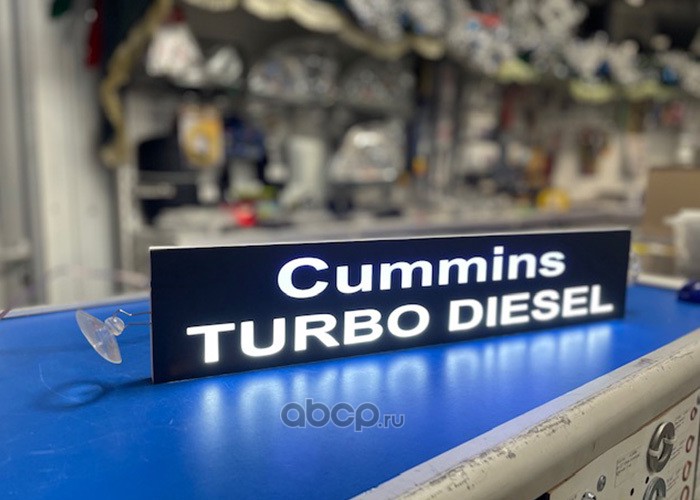 Cummins
TURBO DIESEL
abcp.ru